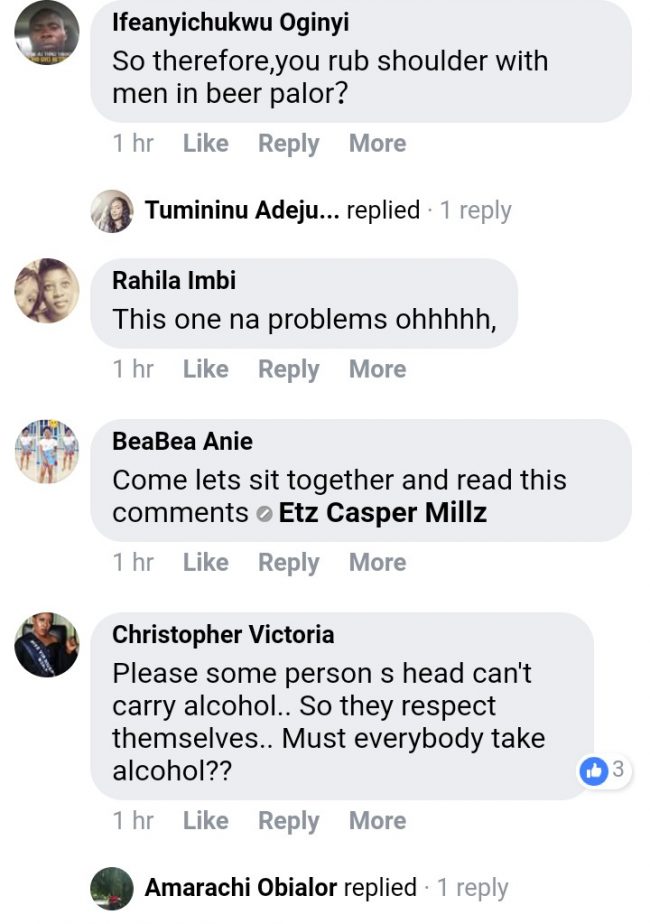 Ifeanyichukwu Oginyi
So therefore,you rub shoulder with
men in beer palor?
1 hr Like Reply More
Tumininu Adeju... replied · 1 reply
Rahila Imbi
This one na problems ohhhhh,
1 hr Like Reply More
BeaBea Anie
Come lets sit together and read this
comments Etz Casper Millz
1 hr Like Reply More
Christopher Victoria
Please some person s head can't
carry alcohol.. So they respect
themselves.. Must everybody take
alcohol??
3
1 hr Like Reply More
Amarachi Obialor replied · 1 reply